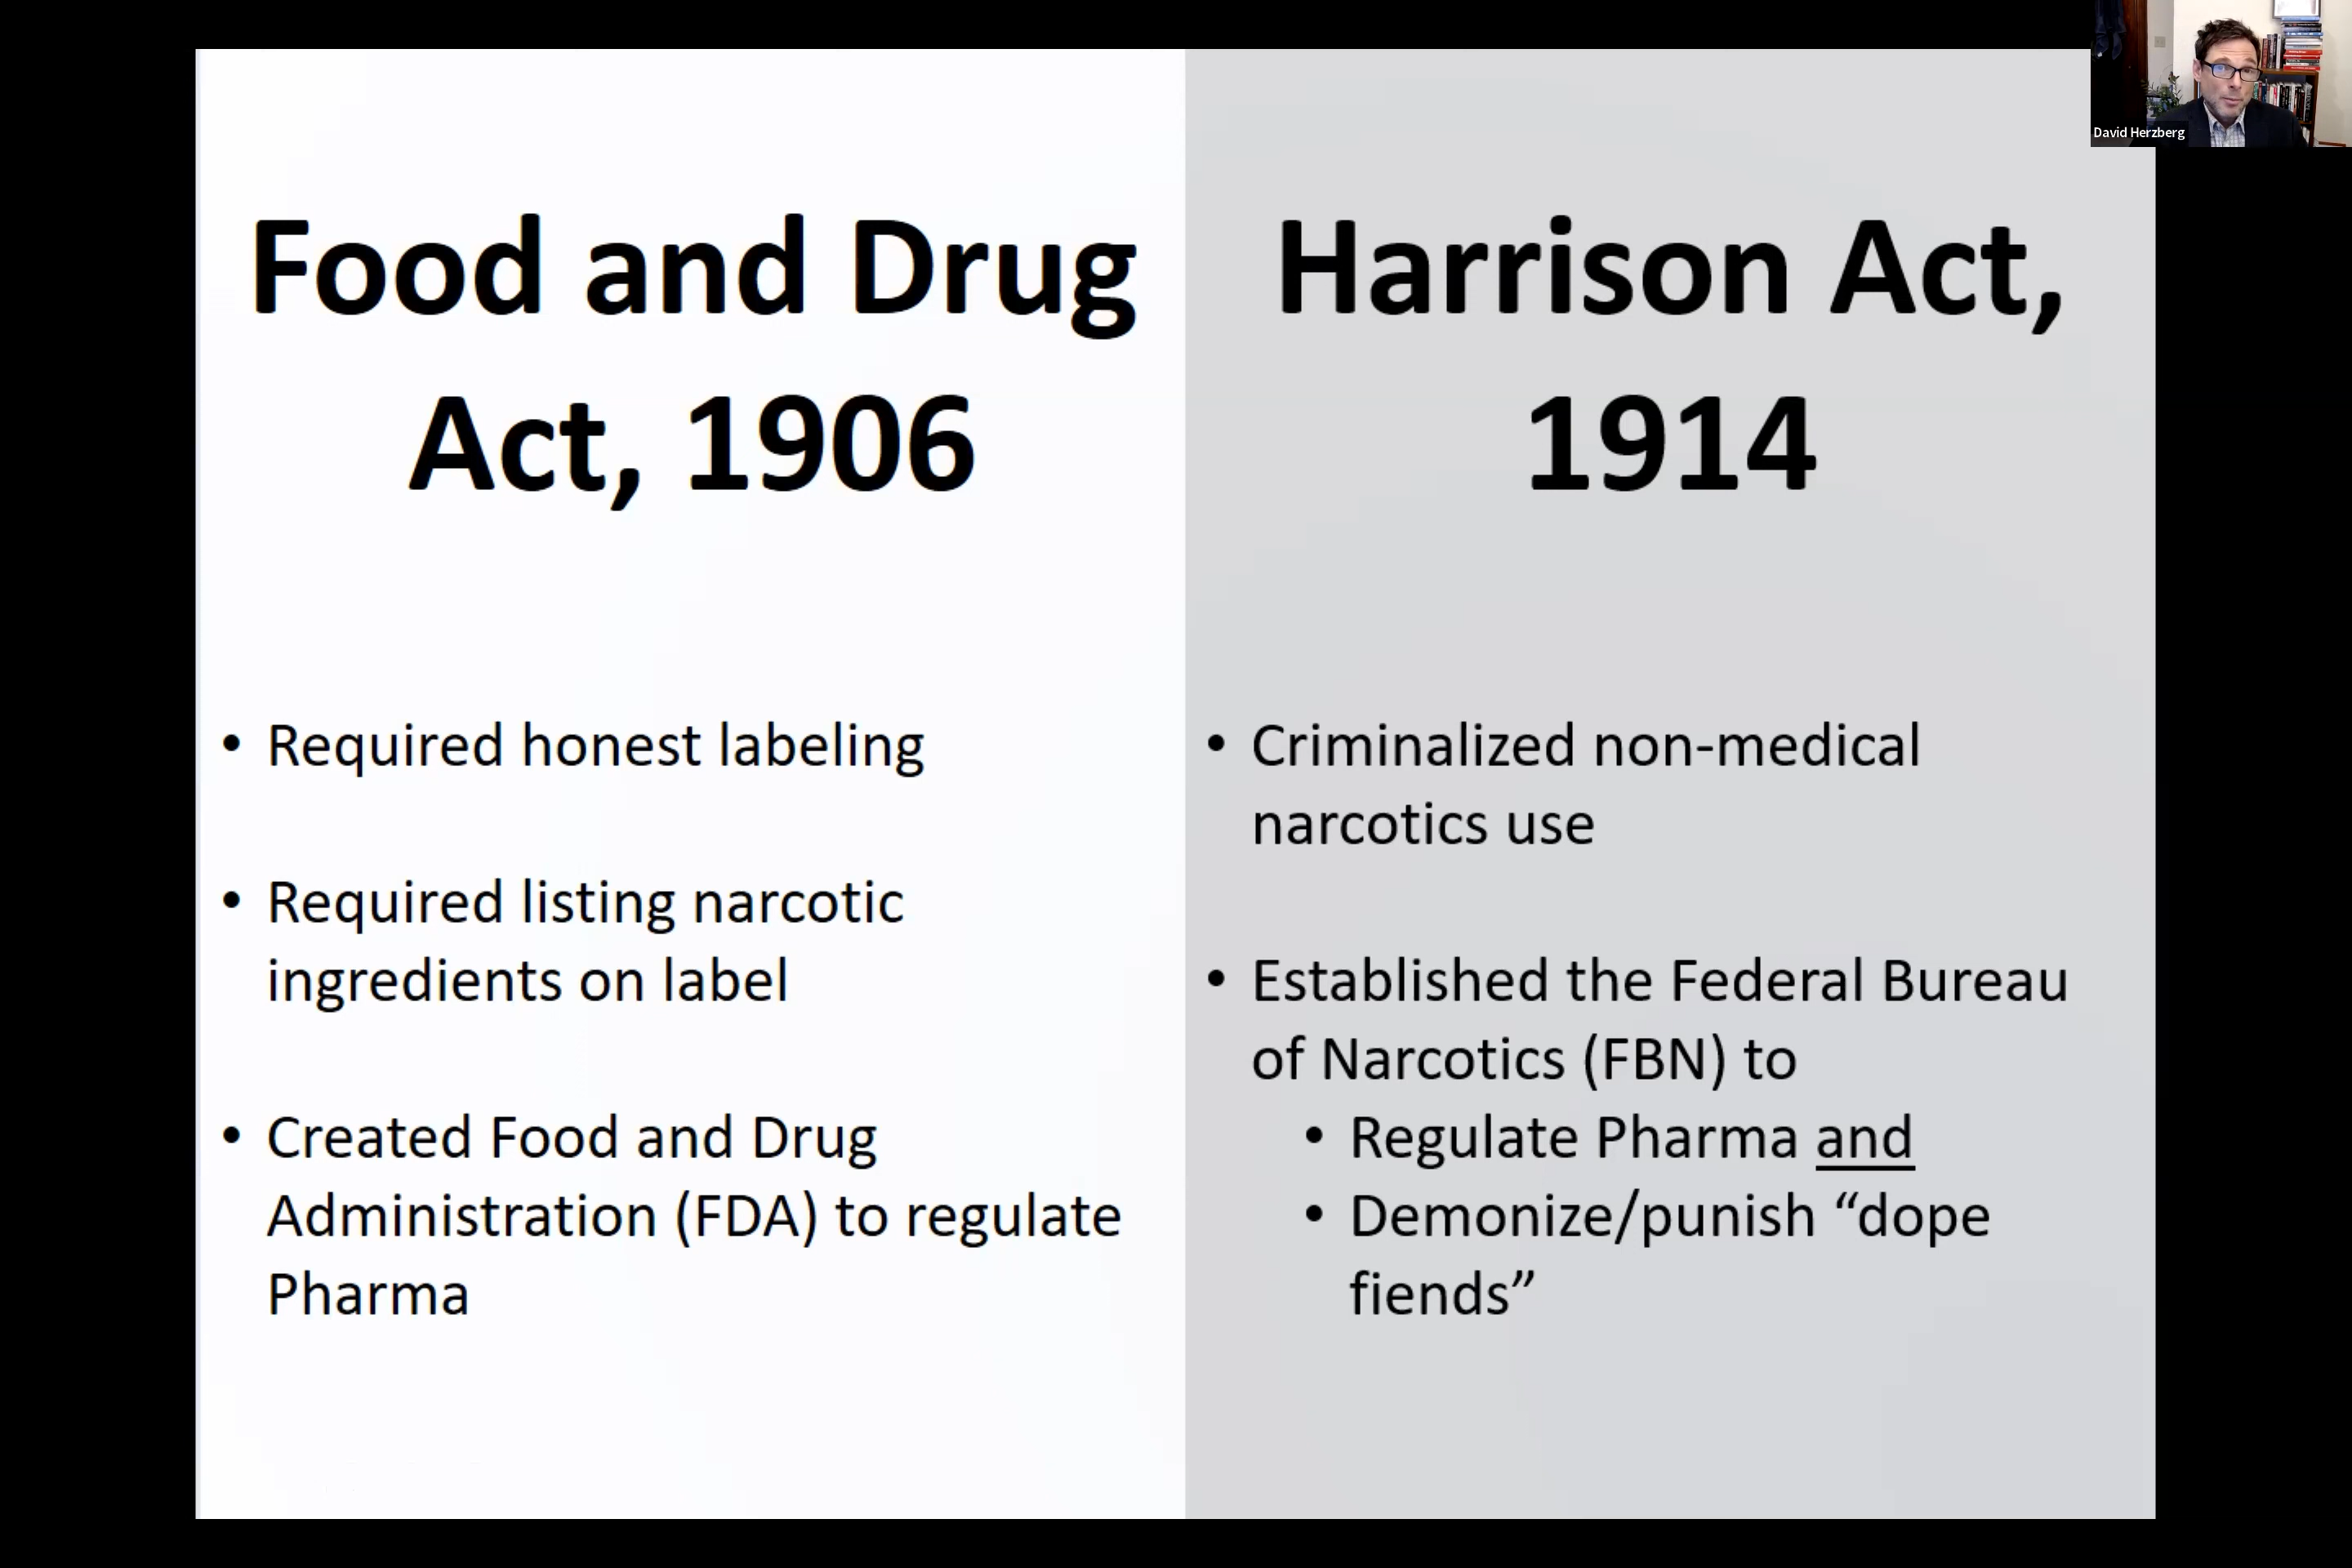 Food and Drug
Act, 1906
• Required honest labeling
• Required listing narcotic
ingredients on label
• Created Food and Drug
Administration (FDA) to regulate
Pharma
Harrison Act,
1914
• Criminalized non-medical
narcotics use
• Established the Federal Bureau
of Narcotics (FBN) to
• Regulate Pharma and
• Demonize/punish “dope
fiends”
David Herzberg